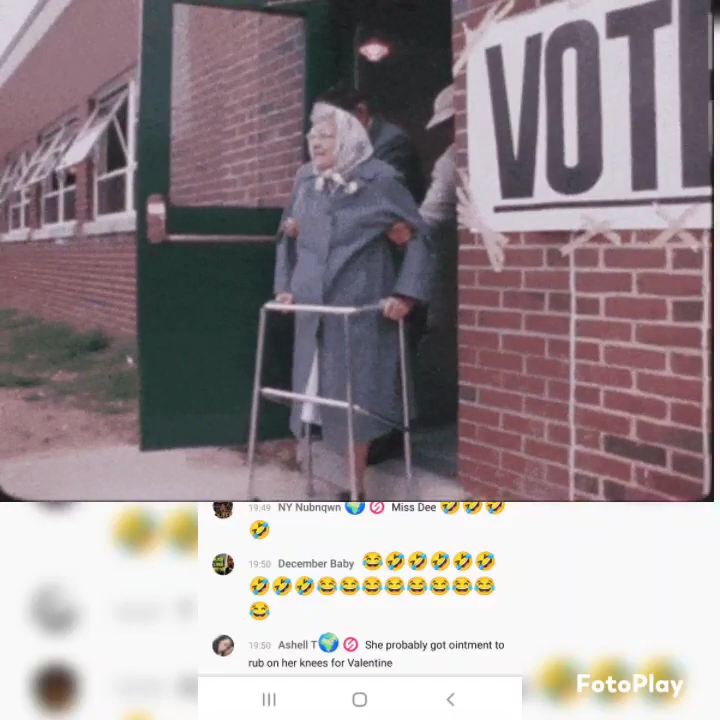 VOT
19:49 NY Nubnqwn 🌍 Miss Dee 🤣🤣🤣
🤣
19:50 December Baby 😂🤣🤣🤣🤣🤣
🤣🤣🤣😂😂😂😂😂😂😂😂
😂
19:50 Ashell T🌍 She probably got ointment to
rub on her knees for Valentine
FotoPlay